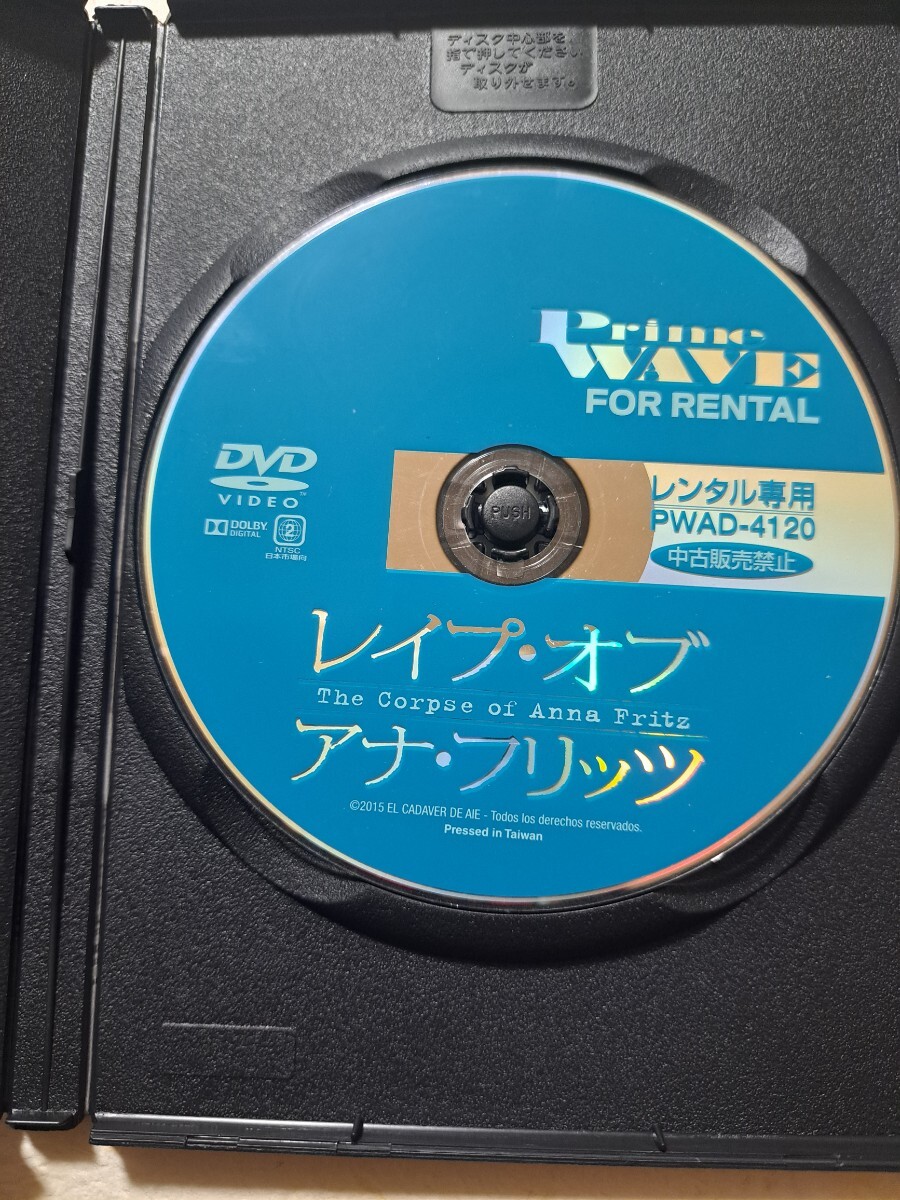 ディスク中心部を、
指で押してください。
ディスクが
取り外せます。
Prime
WAVE
FOR RENTAL
DVD
VIDEO™
DOLBY
DIGITAL
2
NTSC
日本市場向
PUSH
レンタル専用
PWAD-4120
中古販売禁止
レイプ・オブ
The Corpse of Anna Fritz
アナ・フリッツ
©2015 EL CADAVER DE AIE - Todos los derechos reservados.
Pressed in Taiwan